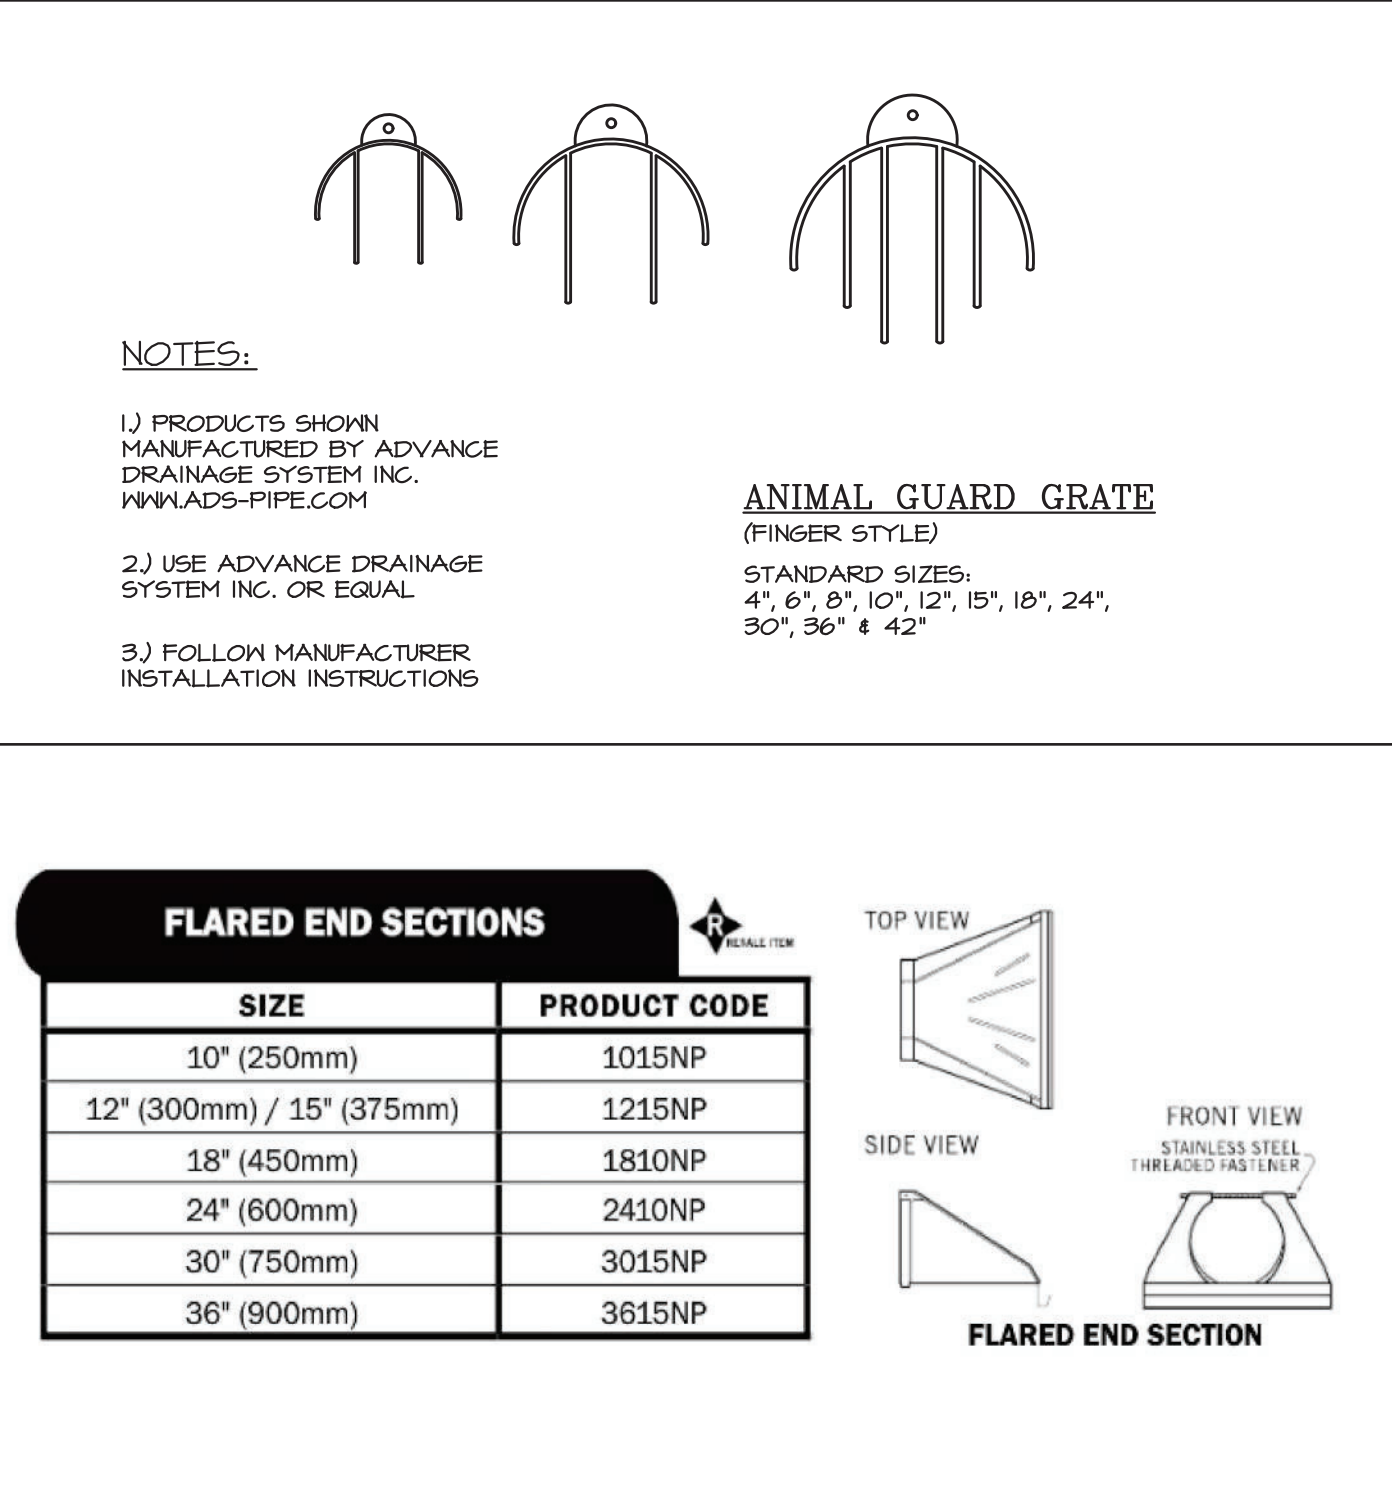 NOTES:
1.) PRODUCTS SHOWN
MANUFACTURED BY ADVANCE
DRAINAGE SYSTEM INC.
WWW.ADS-PIPE.COM
2.) USE ADVANCE DRAINAGE
SYSTEM INC. OR EQUAL
3.) FOLLOW MANUFACTURER
INSTALLATION INSTRUCTIONS
ANIMAL GUARD GRATE
(FINGER STYLE)
STANDARD SIZES:
4", 6", 8", 10", 12", 15", 18", 24",
30", 36" & 42"
FLARED END SECTIONS
R
RESALE ITEM
SIZE PRODUCT CODE
10" (250mm) 1015NP
12" (300mm) / 15" (375mm) 1215NP
18" (450mm) 1810NP
24" (600mm) 2410NP
30" (750mm) 3015NP
36" (900mm) 3615NP
TOP VIEW
SIDE VIEW
FRONT VIEW
STAINLESS STEEL
THREADED FASTENER
FLARED END SECTION